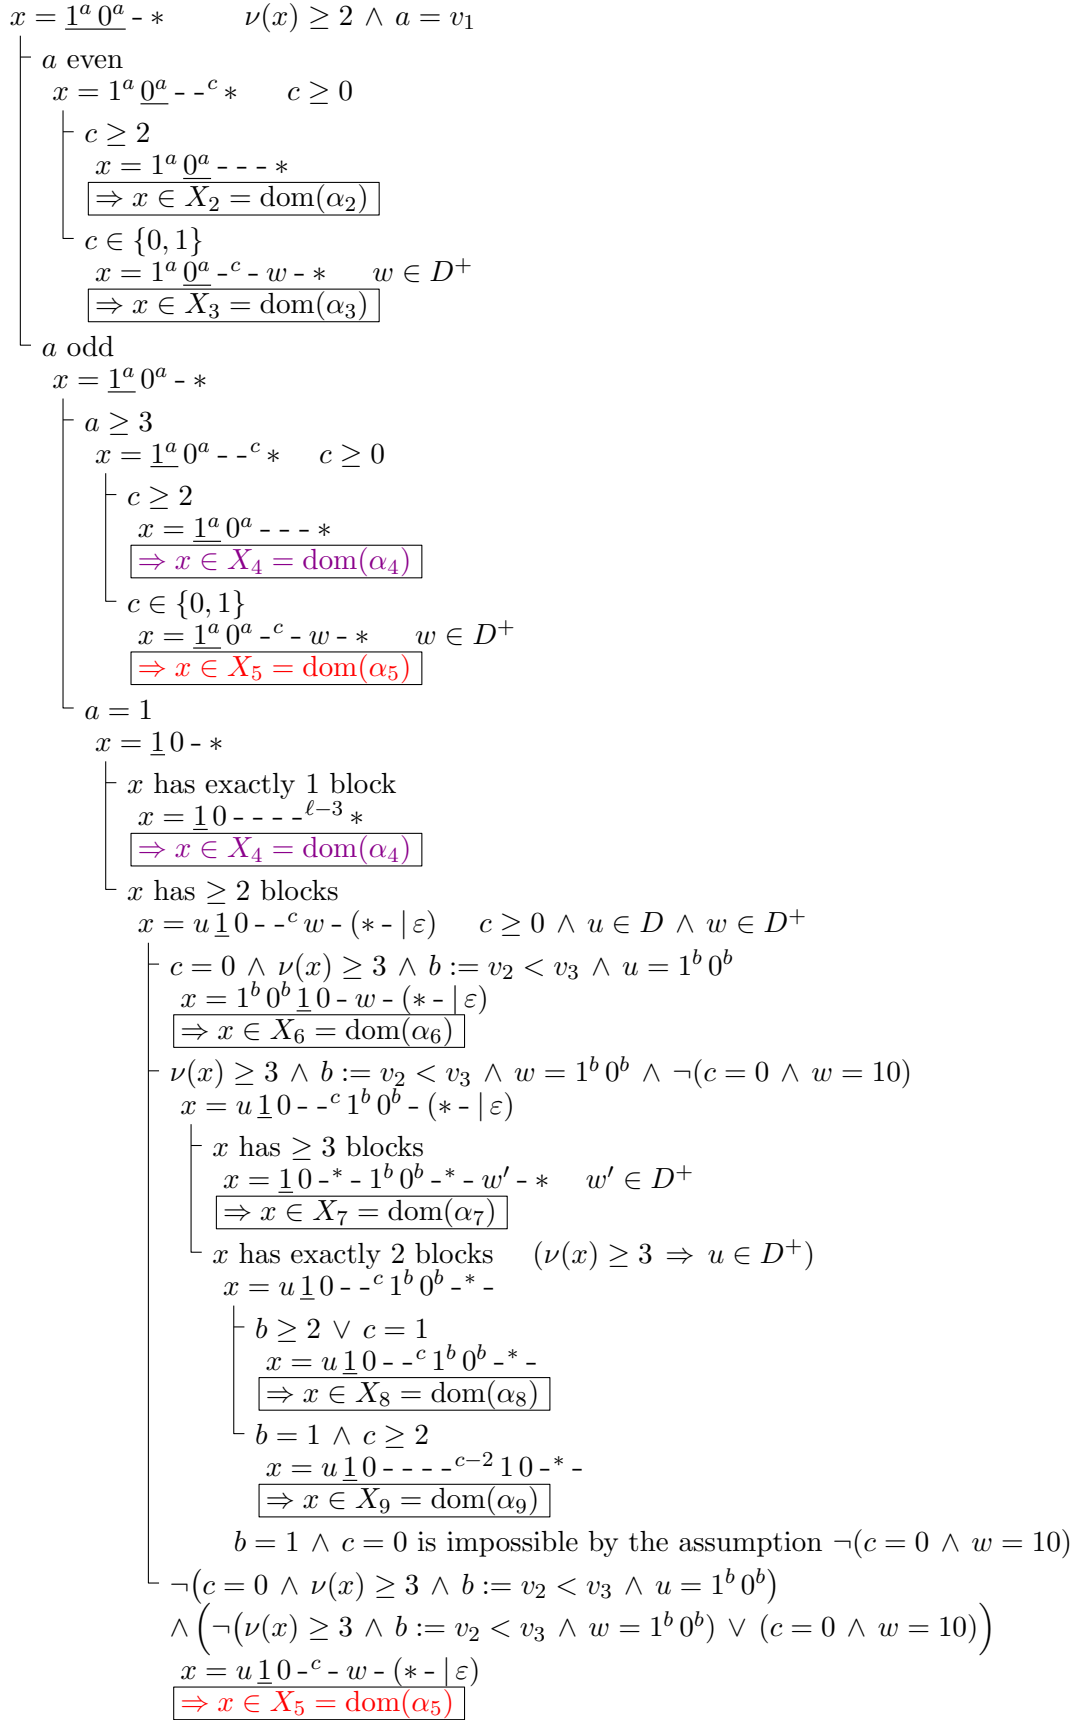 x = 1^a 0^a - ∗ ν(x) ≥ 2 ∧ a = v_1
a even
x = 1^a 0^a - -^c ∗ c ≥ 0
c ≥ 2
x = 1^a 0^a - - - ∗
⇒ x ∈ X_2 = dom(α_2)
c ∈ {0, 1}
x = 1^a 0^a -^c - w - ∗ w ∈ D^+
⇒ x ∈ X_3 = dom(α_3)
a odd
x = 1^a 0^a - ∗
a ≥ 3
x = 1^a 0^a - -^c ∗ c ≥ 0
c ≥ 2
x = 1^a 0^a - - - ∗
⇒ x ∈ X_4 = dom(α_4)
c ∈ {0, 1}
x = 1^a 0^a -^c - w - ∗ w ∈ D^+
⇒ x ∈ X_5 = dom(α_5)
a = 1
x = 1 0 - ∗
x has exactly 1 block
x = 1 0 - - - -^{ℓ−3} ∗
⇒ x ∈ X_4 = dom(α_4)
x has ≥ 2 blocks
x = u 1 0 - -^c w - (∗ - | ε) c ≥ 0 ∧ u ∈ D ∧ w ∈ D^+
c = 0 ∧ ν(x) ≥ 3 ∧ b := v_2 < v_3 ∧ u = 1^b 0^b
x = 1^b 0^b 1 0 - w - (∗ - | ε)
⇒ x ∈ X_6 = dom(α_6)
ν(x) ≥ 3 ∧ b := v_2 < v_3 ∧ w = 1^b 0^b ∧ ¬(c = 0 ∧ w = 10)
x = u 1 0 - -^c 1^b 0^b - (∗ - | ε)
x has ≥ 3 blocks
x = 1 0 -^∗ - 1^b 0^b -^∗ - w′ - ∗ w′ ∈ D^+
⇒ x ∈ X_7 = dom(α_7)
x has exactly 2 blocks (ν(x) ≥ 3 ⇒ u ∈ D^+)
x = u 1 0 - -^c 1^b 0^b -^∗ -
b ≥ 2 ∨ c = 1
x = u 1 0 - -^c 1^b 0^b -^∗ -
⇒ x ∈ X_8 = dom(α_8)
b = 1 ∧ c ≥ 2
x = u 1 0 - - - -^{c−2} 1 0 -^∗ -
⇒ x ∈ X_9 = dom(α_9)
b = 1 ∧ c = 0 is impossible by the assumption ¬(c = 0 ∧ w = 10)
¬(c = 0 ∧ ν(x) ≥ 3 ∧ b := v_2 < v_3 ∧ u = 1^b 0^b)
∧ (¬(ν(x) ≥ 3 ∧ b := v_2 < v_3 ∧ w = 1^b 0^b) ∨ (c = 0 ∧ w = 10))
x = u 1 0 -^c - w - (∗ - | ε)
⇒ x ∈ X_5 = dom(α_5)